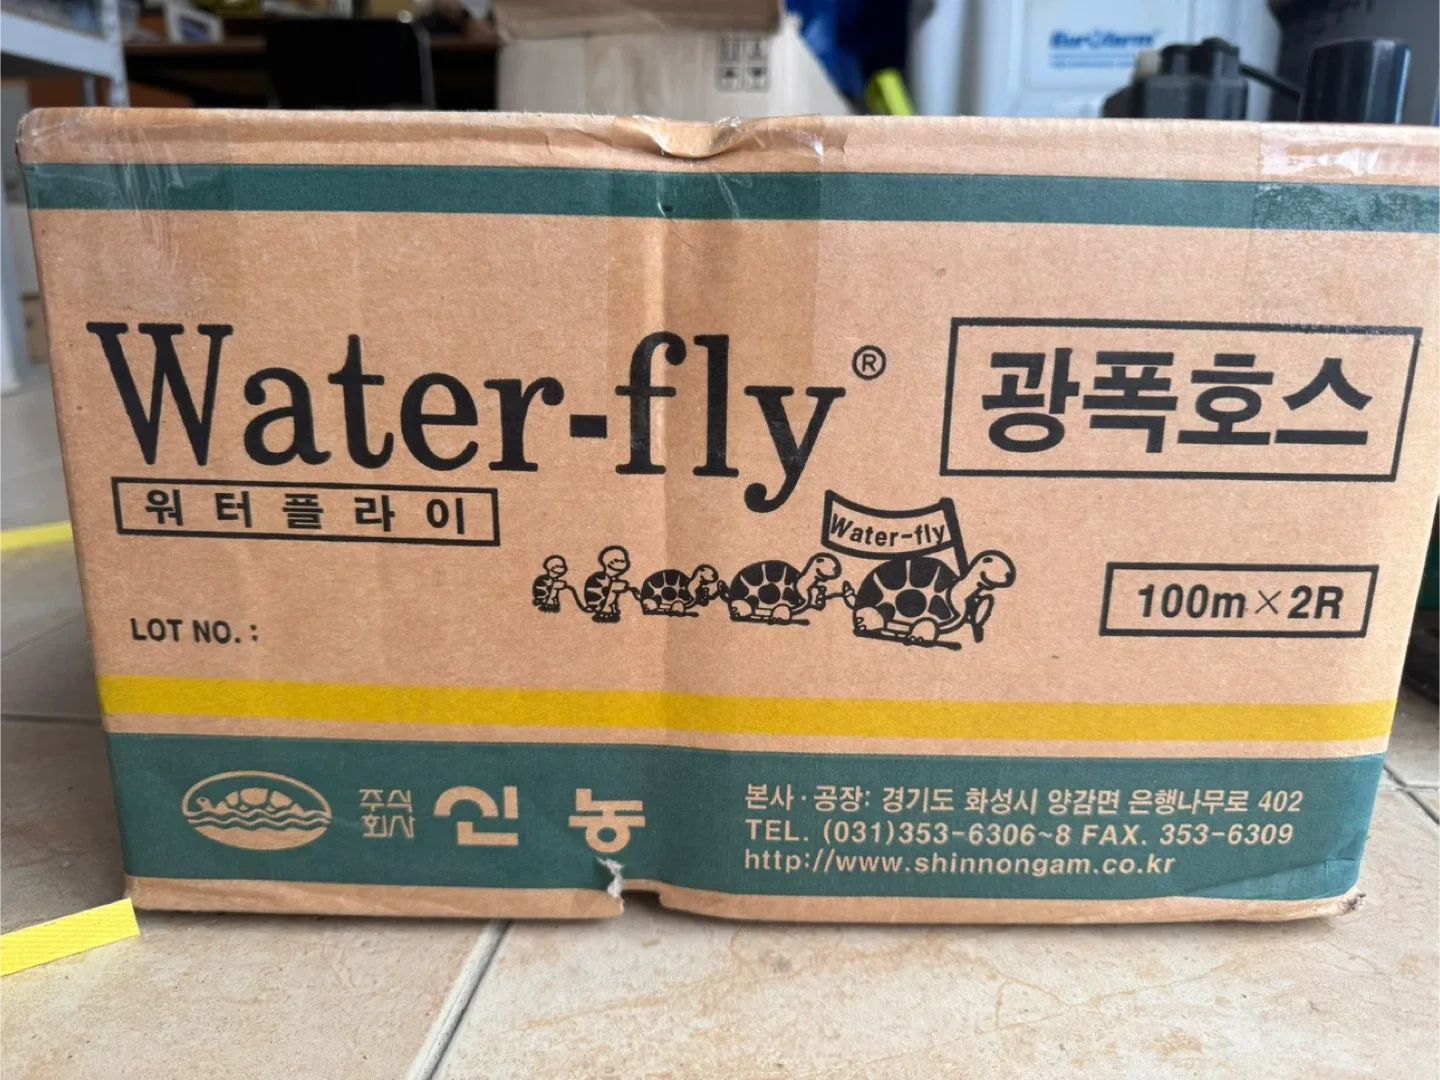 Eurofarm
Water-fly®
광폭호스
워터플라이
Water-fly
100m×2R
LOT NO. :
주식
회사
신농
본사·공장: 경기도 화성시 양감면 은행나무로 402
TEL. (031)353-6306~8 FAX. 353-6309
http://www.shinnongam.co.kr